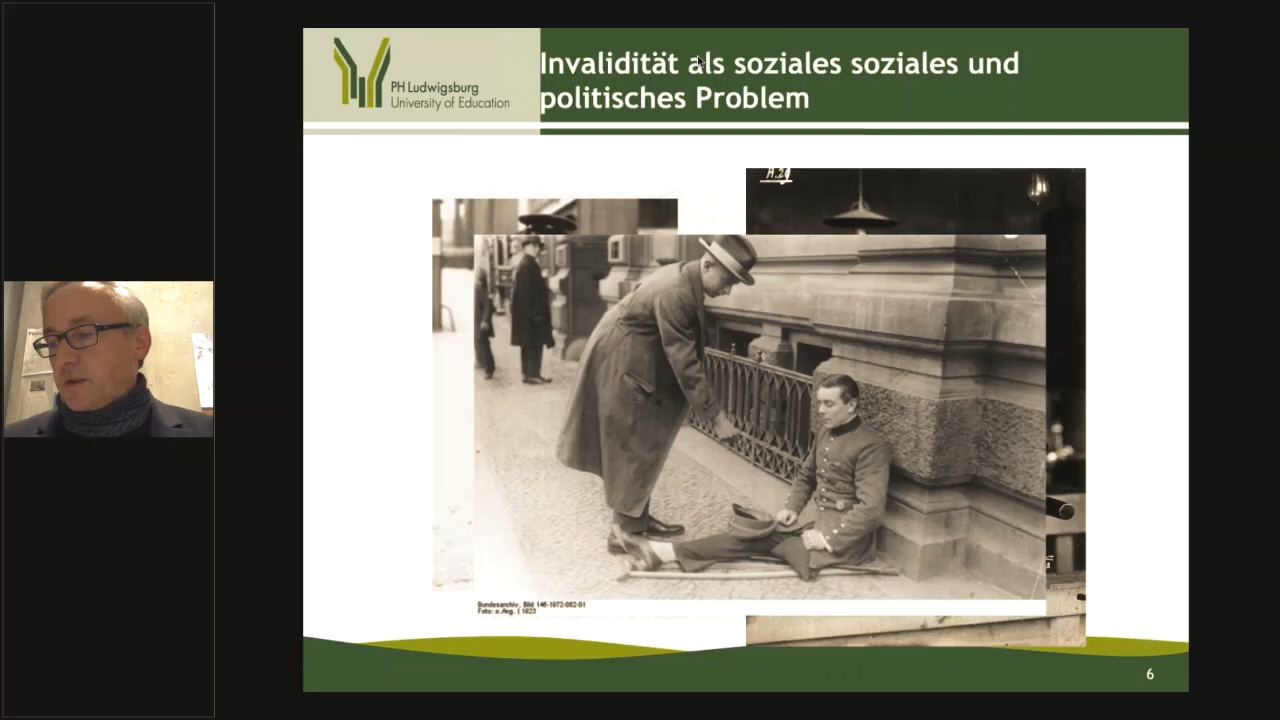 PH Ludwigsburg
University of Education
Invalidität als soziales soziales und
politisches Problem
Bundesarchiv, Bild 146-1972-062-01
Foto: o.Ang. | 1923
6